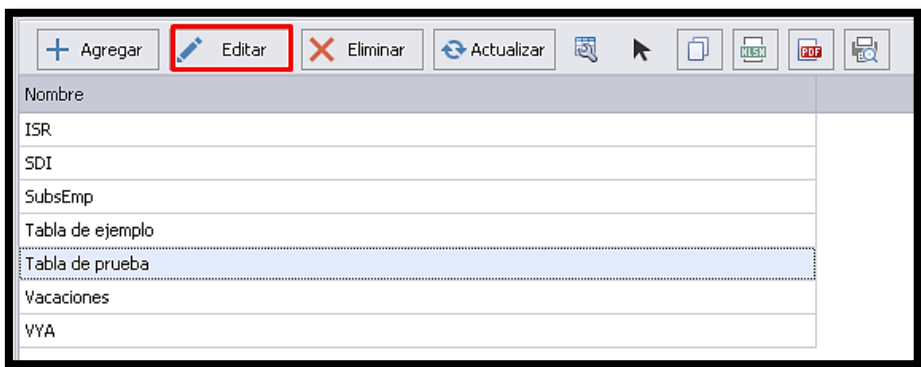 Agregar Editar Eliminar Actualizar XLSX PDF
Nombre
ISR
SDI
SubsEmp
Tabla de ejemplo
Tabla de prueba
Vacaciones
VYA